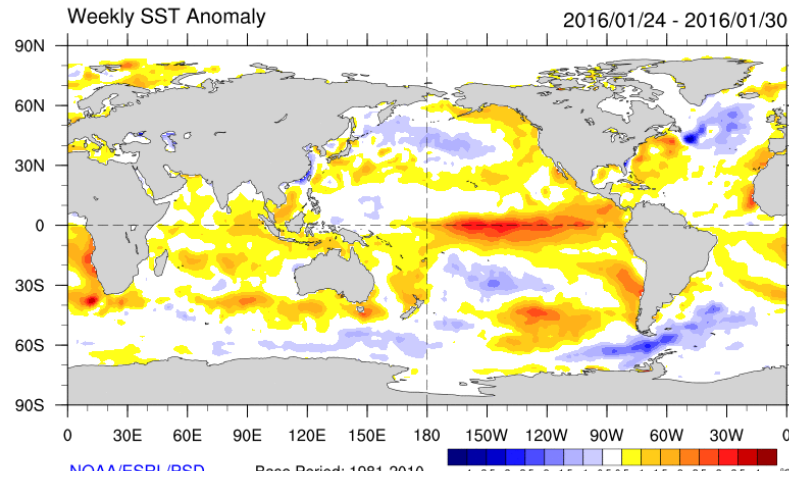 Weekly SST Anomaly 2016/01/24 - 2016/01/30
90N
60N
30N
0
30S
60S
90S
0 30E 60E 90E 120E 150E 180 150W 120W 90W 60W 30W 0
NOAA/ESRL/PSD Base Period: 1981-2010